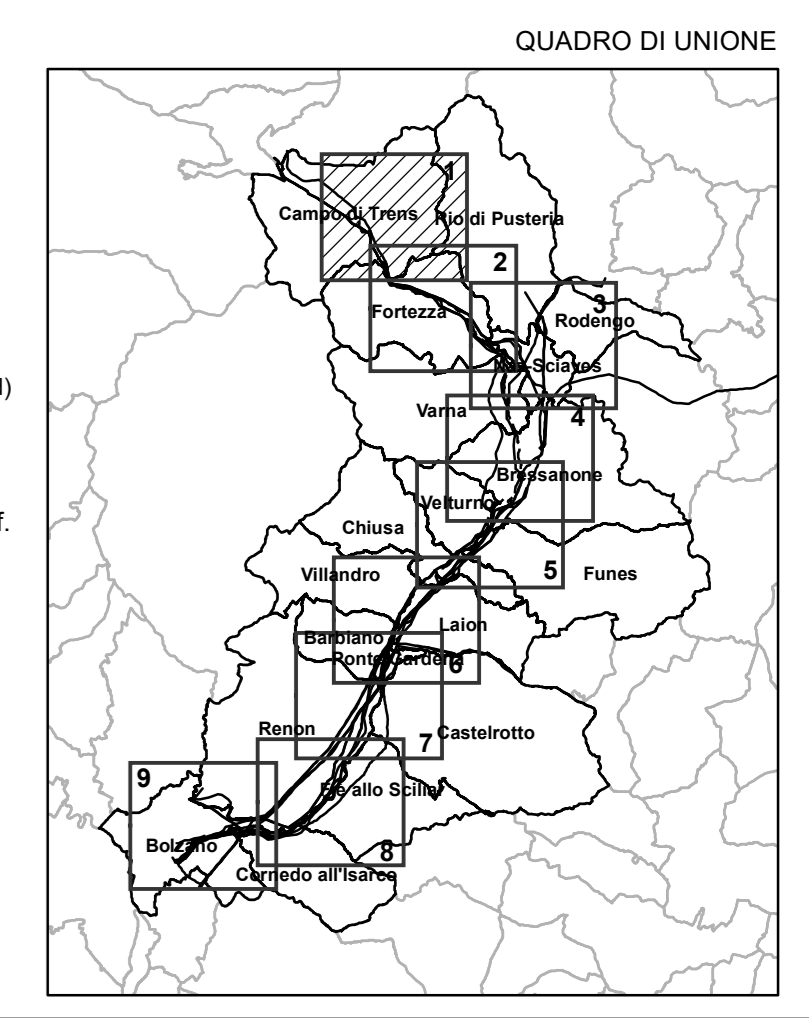 QUADRO DI UNIONE
1
Campo di Trens
Rio di Pusteria
2
3
Fortezza
Rodengo
Naz-Sciaves
)
Varna
4
Bressanone
Velturno
f.
Chiusa
5
Villandro
Funes
Laion
Barbiano
Ponte Gardena
6
Renon
7
Castelrotto
9
Fiè allo Sciliar
Bolzano
8
Cornedo all'Isarco